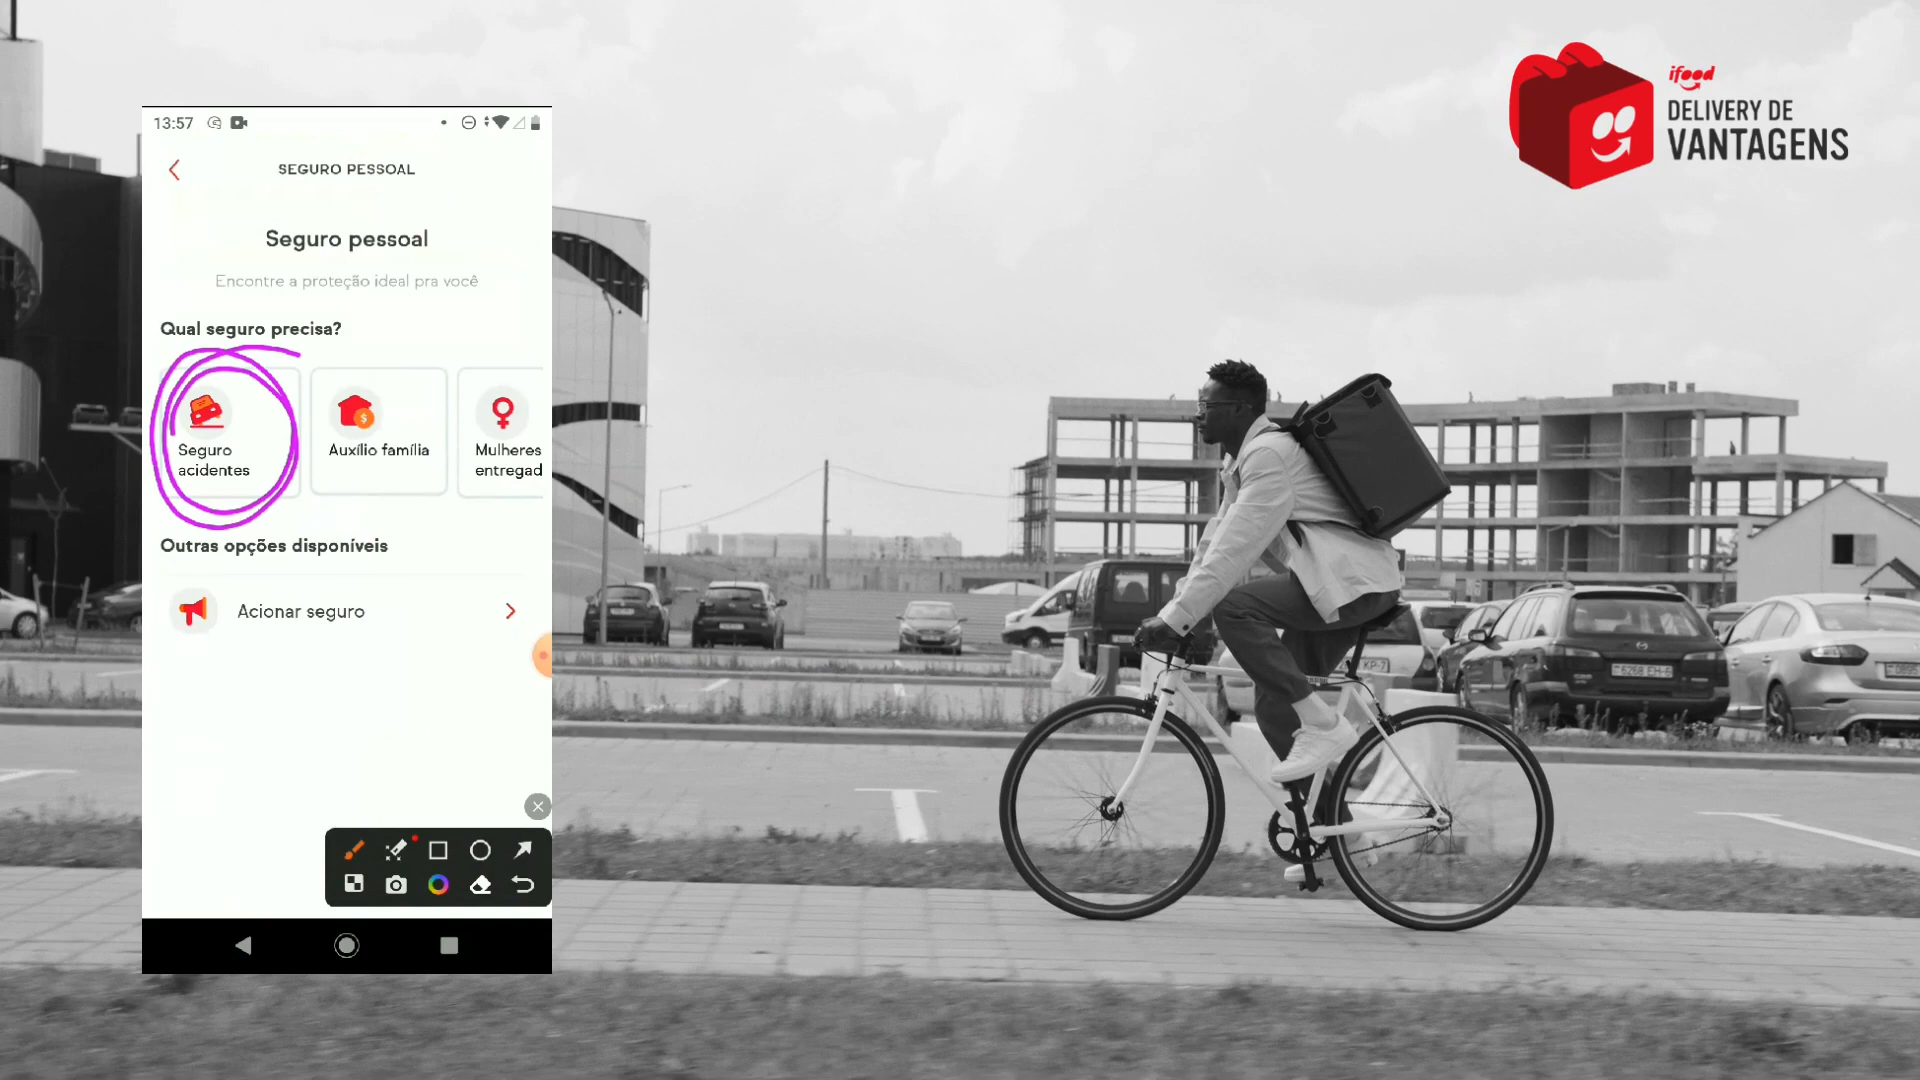 13:57
SEGURO PESSOAL
Seguro pessoal
Encontre a proteção ideal pra você
Qual seguro precisa?
Seguro
acidentes
Auxílio família
Mulheres
entregad
Outras opções disponíveis
Acionar seguro
ifood
DELIVERY DE
VANTAGENS